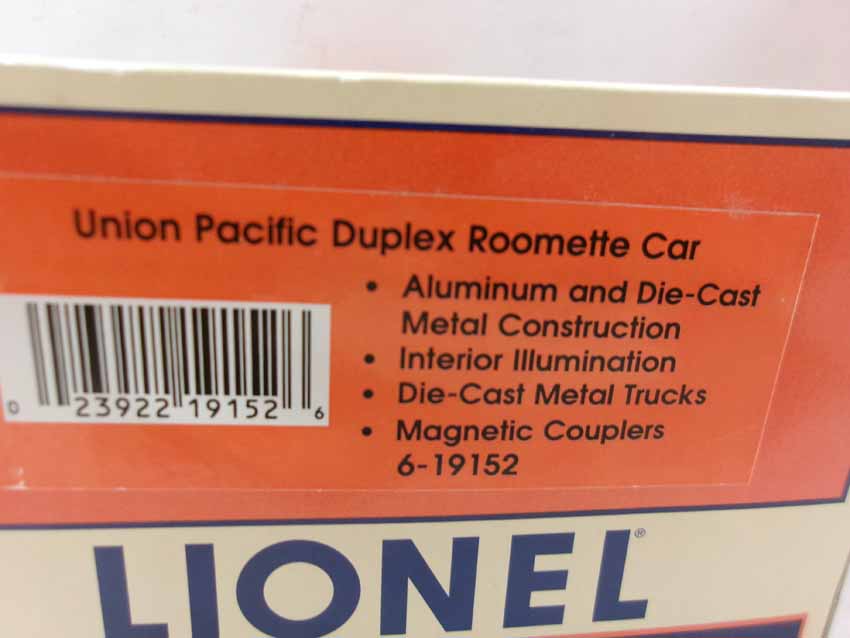 Union Pacific Duplex Roomette Car
• Aluminum and Die-Cast
Metal Construction
• Interior Illumination
• Die-Cast Metal Trucks
• Magnetic Couplers
6-19152
0 23922 19152 6
LIONEL®